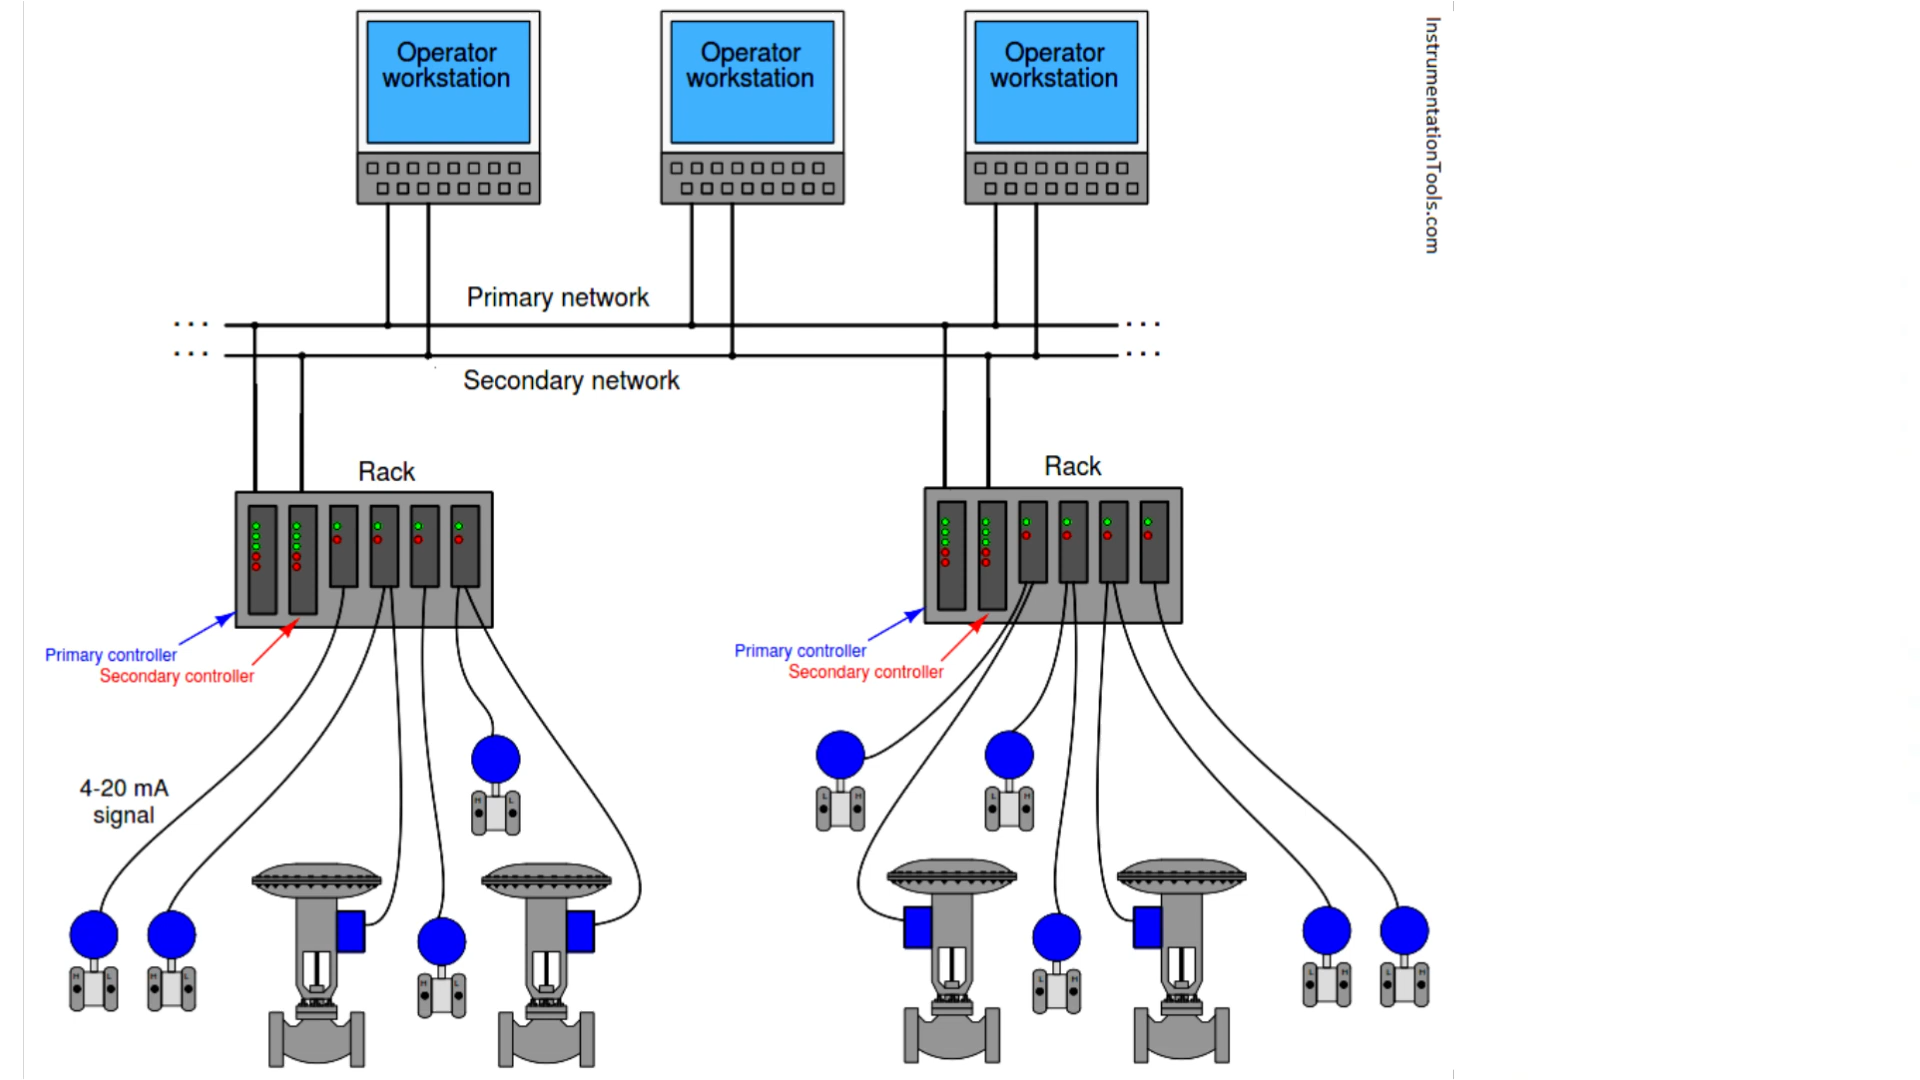 Operator
workstation
Operator
workstation
Operator
workstation
InstrumentationTools.com
Primary network
. . .
. . .
. . .
. . .
Secondary network
Rack
Rack
Primary controller
Secondary controller
Primary controller
Secondary controller
4-20 mA
signal
H L
L H
L H
H L
H L
H L
L H
L H
L H